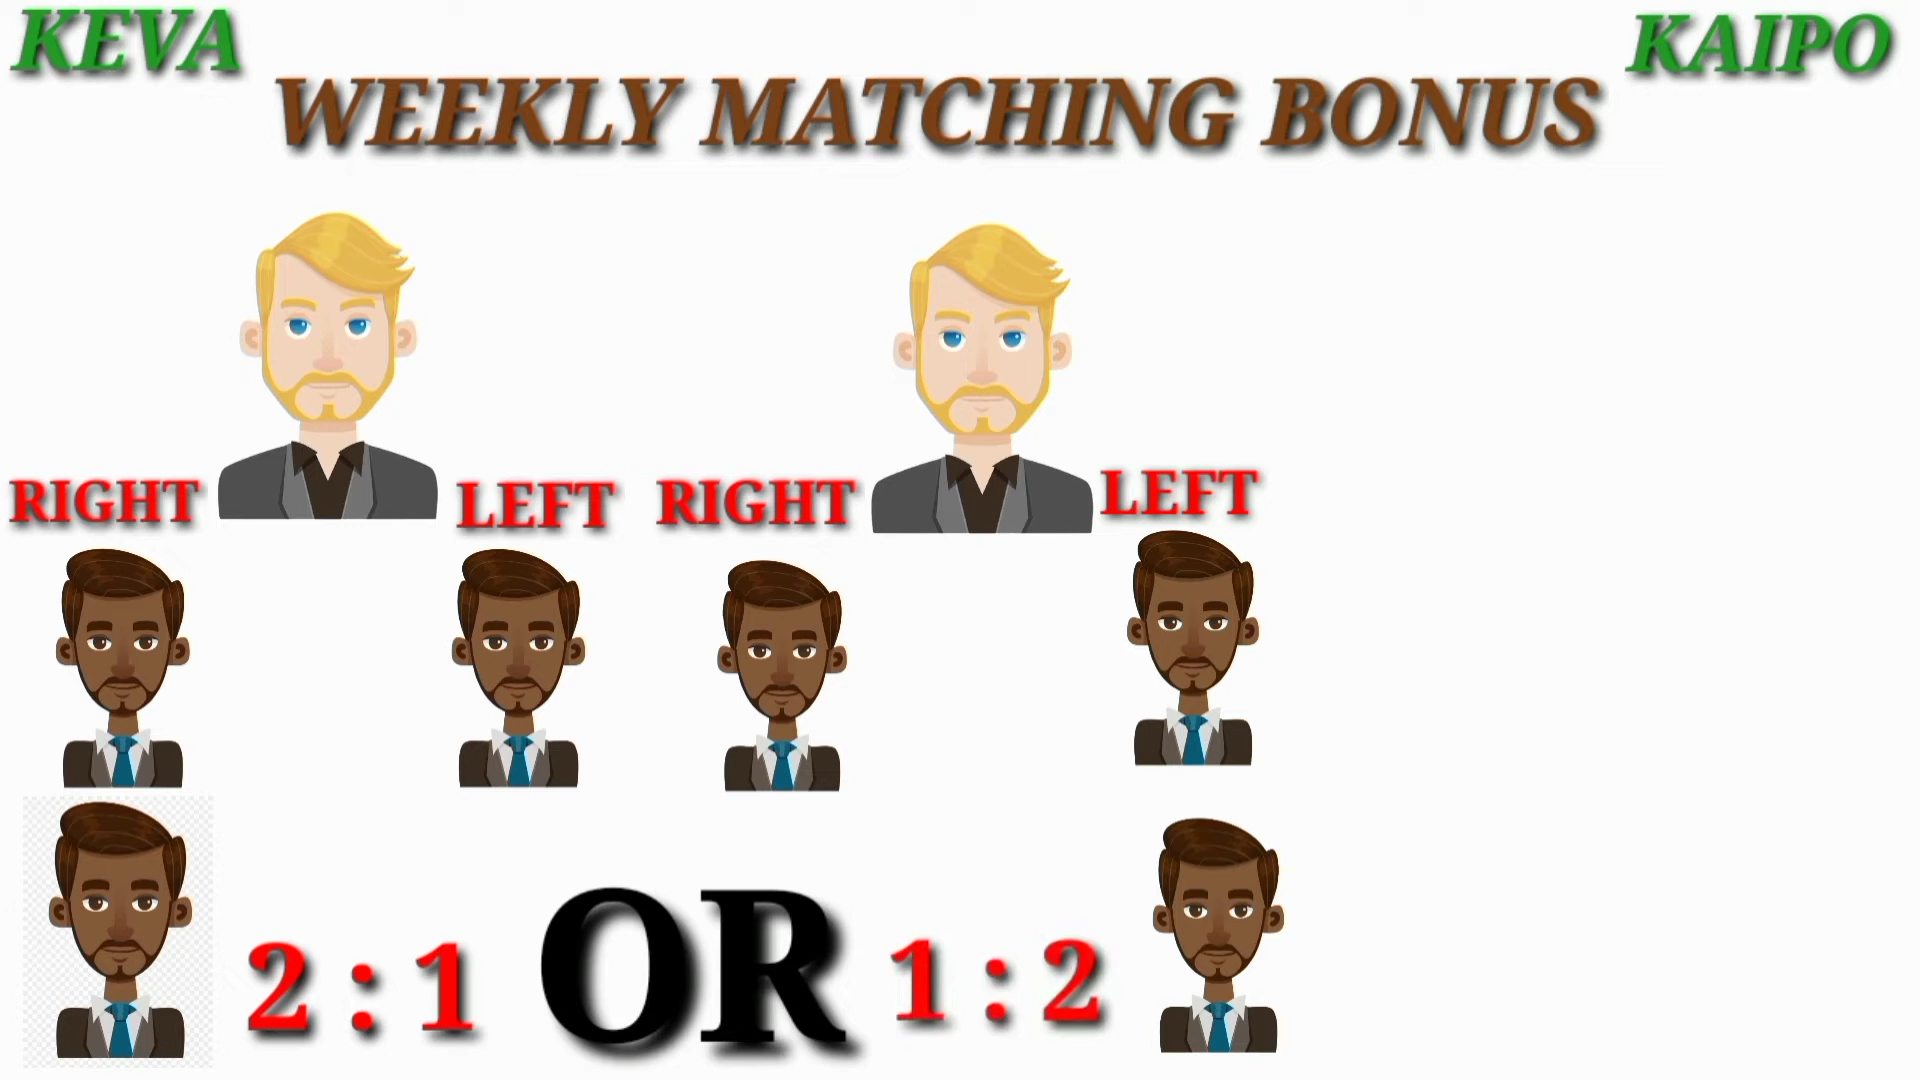 KEVA
KAIPO
WEEKLY MATCHING BONUS
RIGHT
LEFT
RIGHT
LEFT
2 : 1
OR
1 : 2